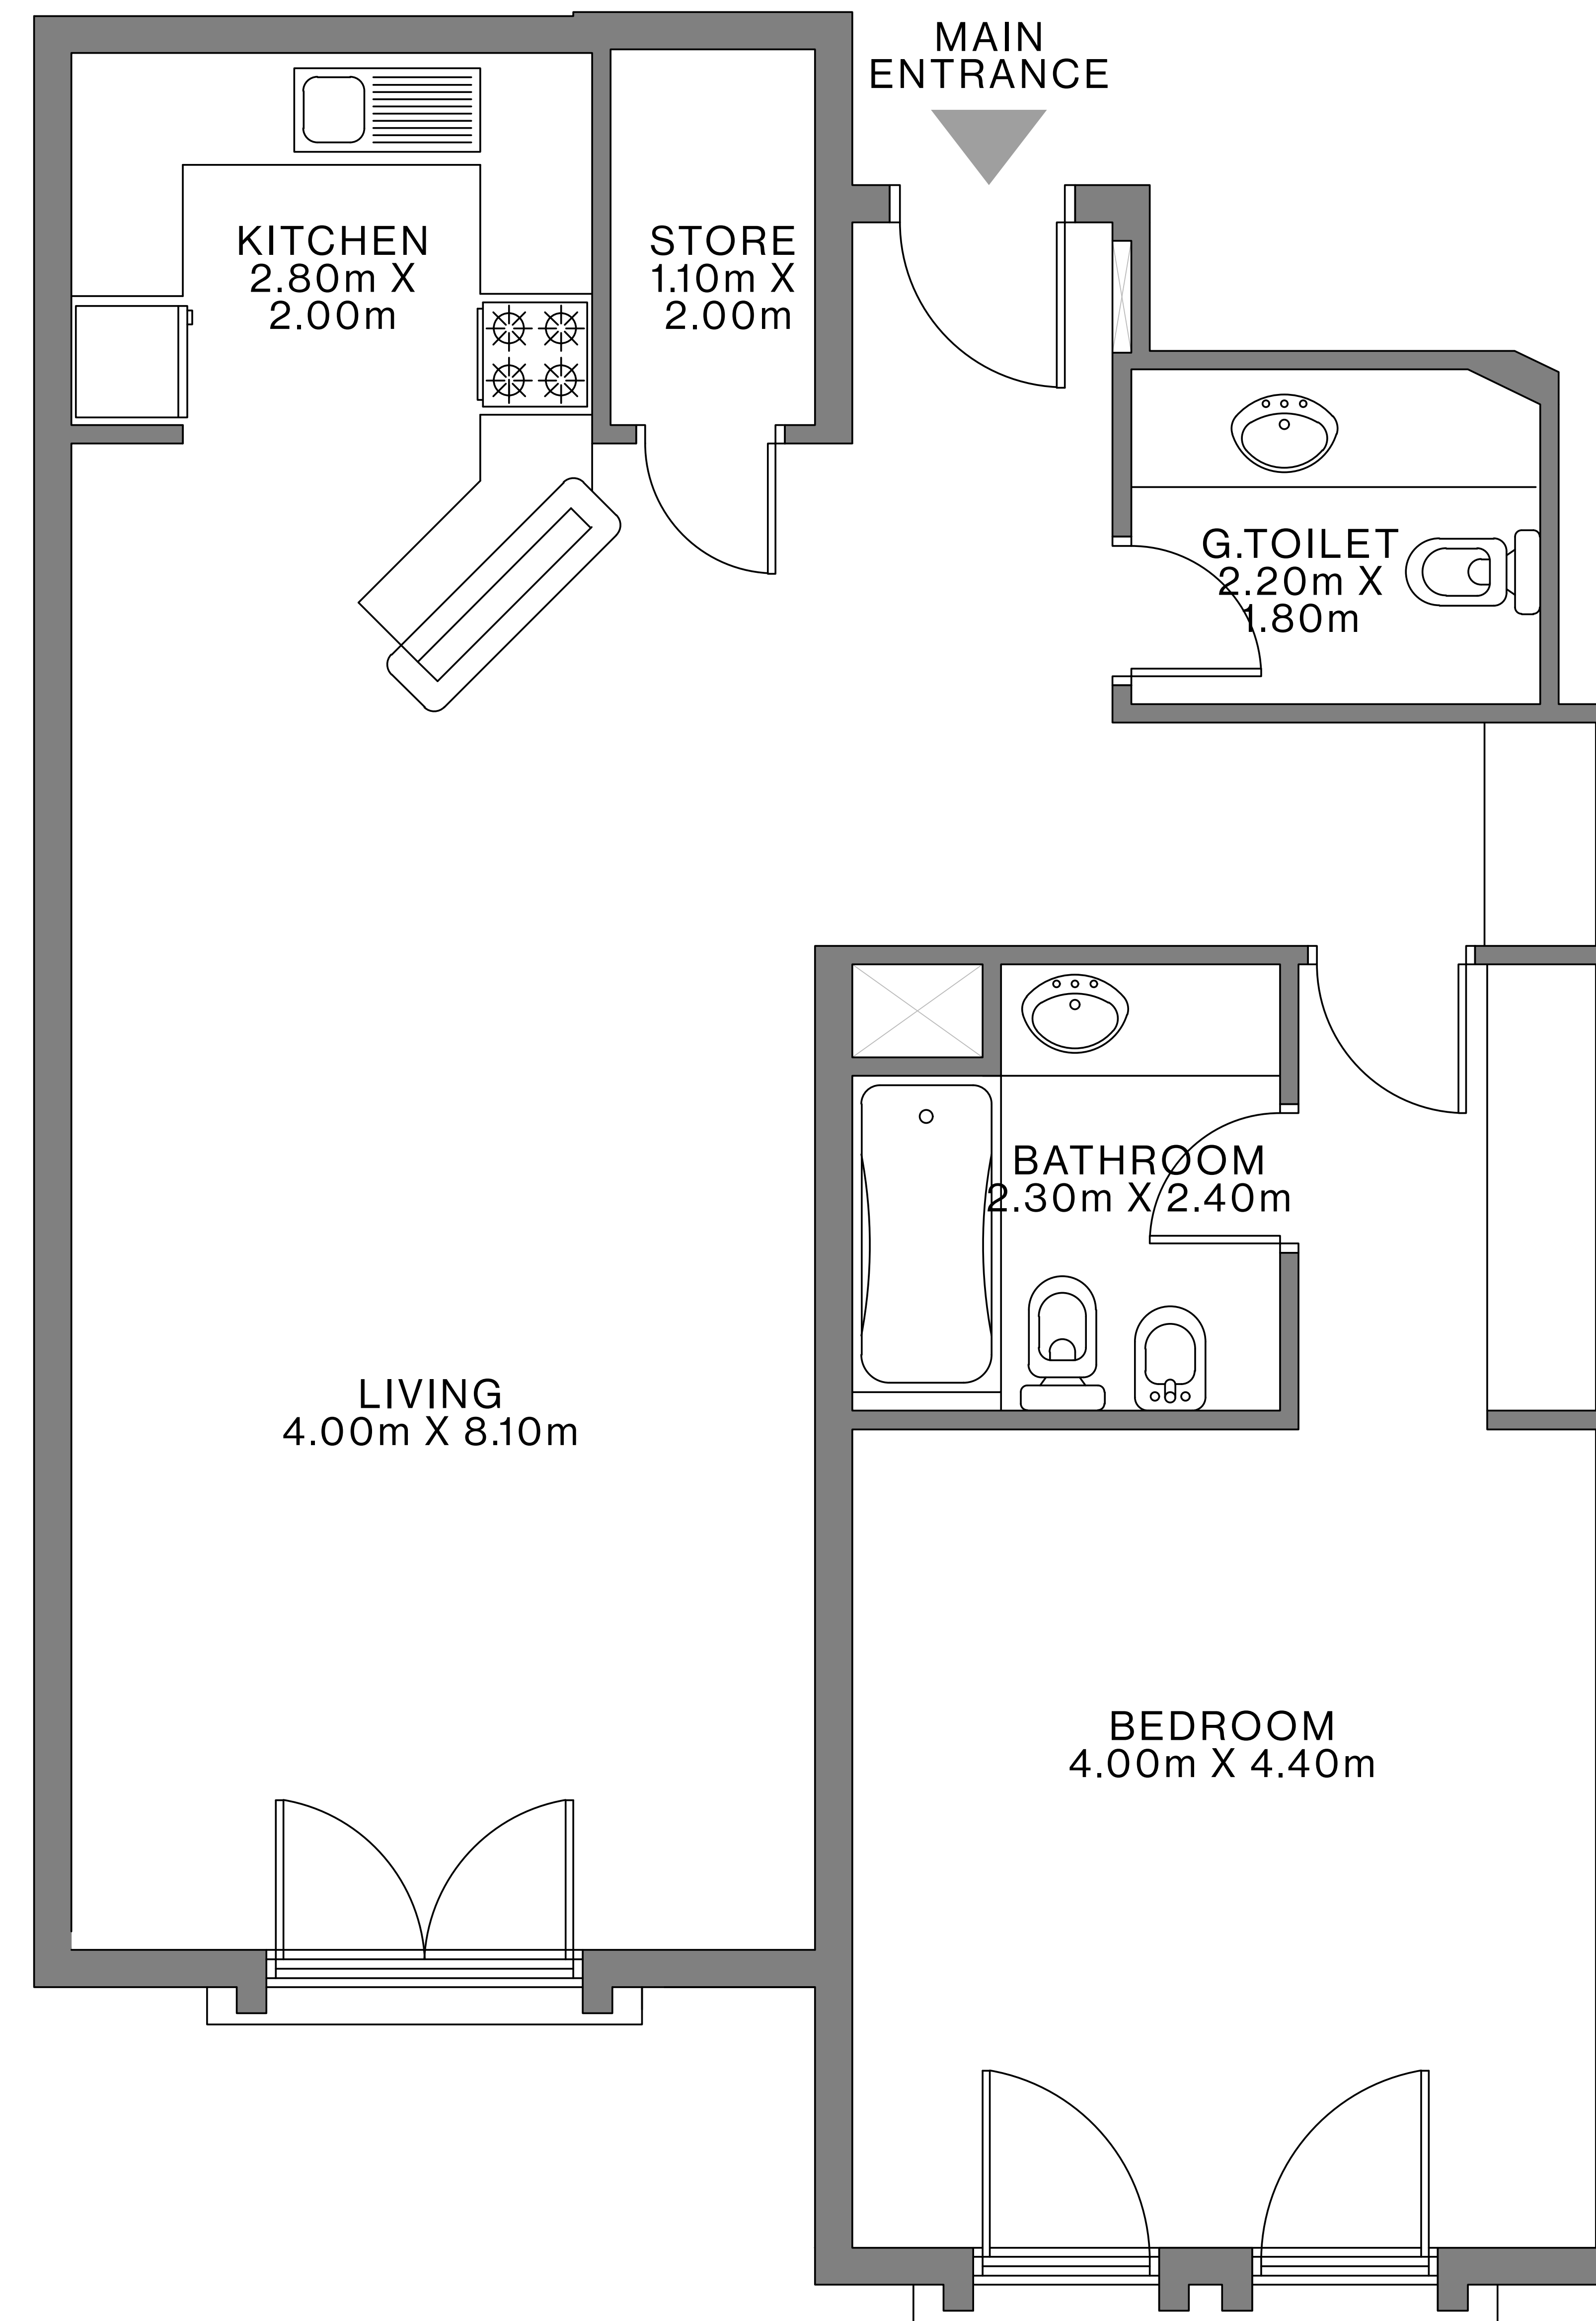 MAIN
ENTRANCE
KITCHEN
2.80m X
2.00m
STORE
1.10m X
2.00m
G.TOILET
2.20m X
1.80m
BATHROOM
2.30m X 2.40m
LIVING
4.00m X 8.10m
BEDROOM
4.00m X 4.40m